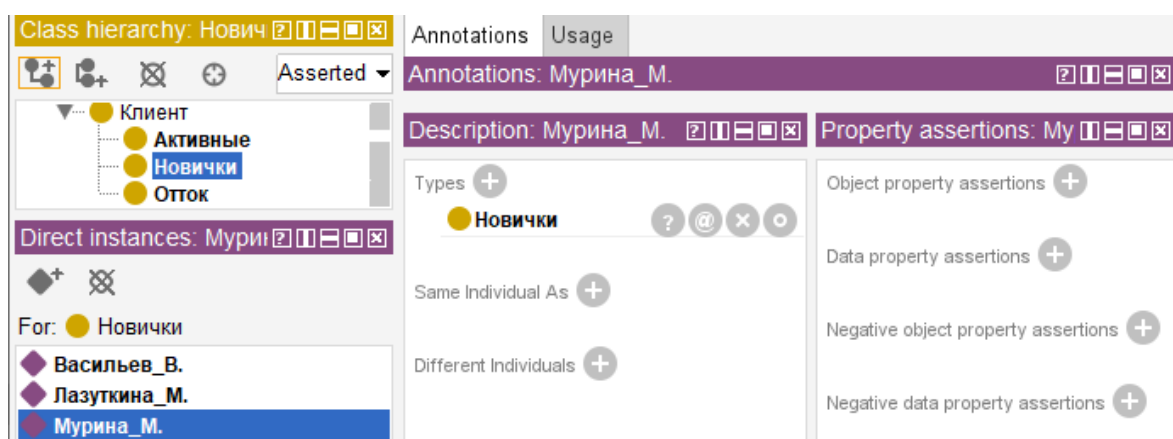 Class hierarchy: Нович
Asserted
Клиент
Активные
Новички
Отток
Direct instances: Мурин
For: Новички
Васильев_В.
Лазуткина_М.
Мурина_М.
Annotations Usage
Annotations: Мурина_М.
Description: Мурина_М.
Types
Новички
Same Individual As
Different Individuals
Property assertions: Му
Object property assertions
Data property assertions
Negative object property assertions
Negative data property assertions